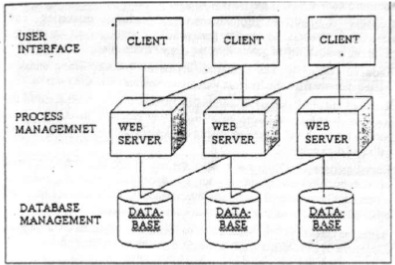 USER
INTERFACE
CLIENT
CLIENT
CLIENT
PROCESS MANAGEMNET
WEB
SERVER
WEB
SERVER
WEB
SERVER
DATABASE
MANAGEMENT
DATA-
BASE
DATA-
BASE
DATA-
BASE